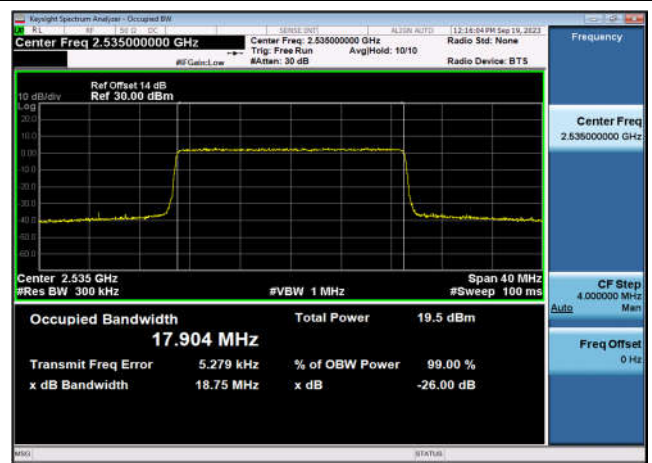 Keysight Spectrum Analyzer - Occupied BW
RL RF 50 Ω DC SENSE:INT ALIGN AUTO 12:16:04 PM Sep 19, 2023
Center Freq 2.535000000 GHz
Center Freq: 2.535000000 GHz
Radio Std: None
Trig: Free Run Avg|Hold: 10/10
#IFGain:Low #Atten: 30 dB Radio Device: BTS
Frequency
Ref Offset 14 dB
10 dB/div Ref 30.00 dBm
Log
20.0
10.0
0.00
-10.0
-20.0
-30.0
-40.0
-50.0
-60.0
Center 2.535 GHz Span 40 MHz
#Res BW 300 kHz #VBW 1 MHz #Sweep 100 ms
Occupied Bandwidth Total Power 19.5 dBm
17.904 MHz
Transmit Freq Error 5.279 kHz % of OBW Power 99.00 %
x dB Bandwidth 18.75 MHz x dB -26.00 dB
Center Freq
2.535000000 GHz
CF Step
4.000000 MHz
Auto Man
Freq Offset
0 Hz
MSG STATUS